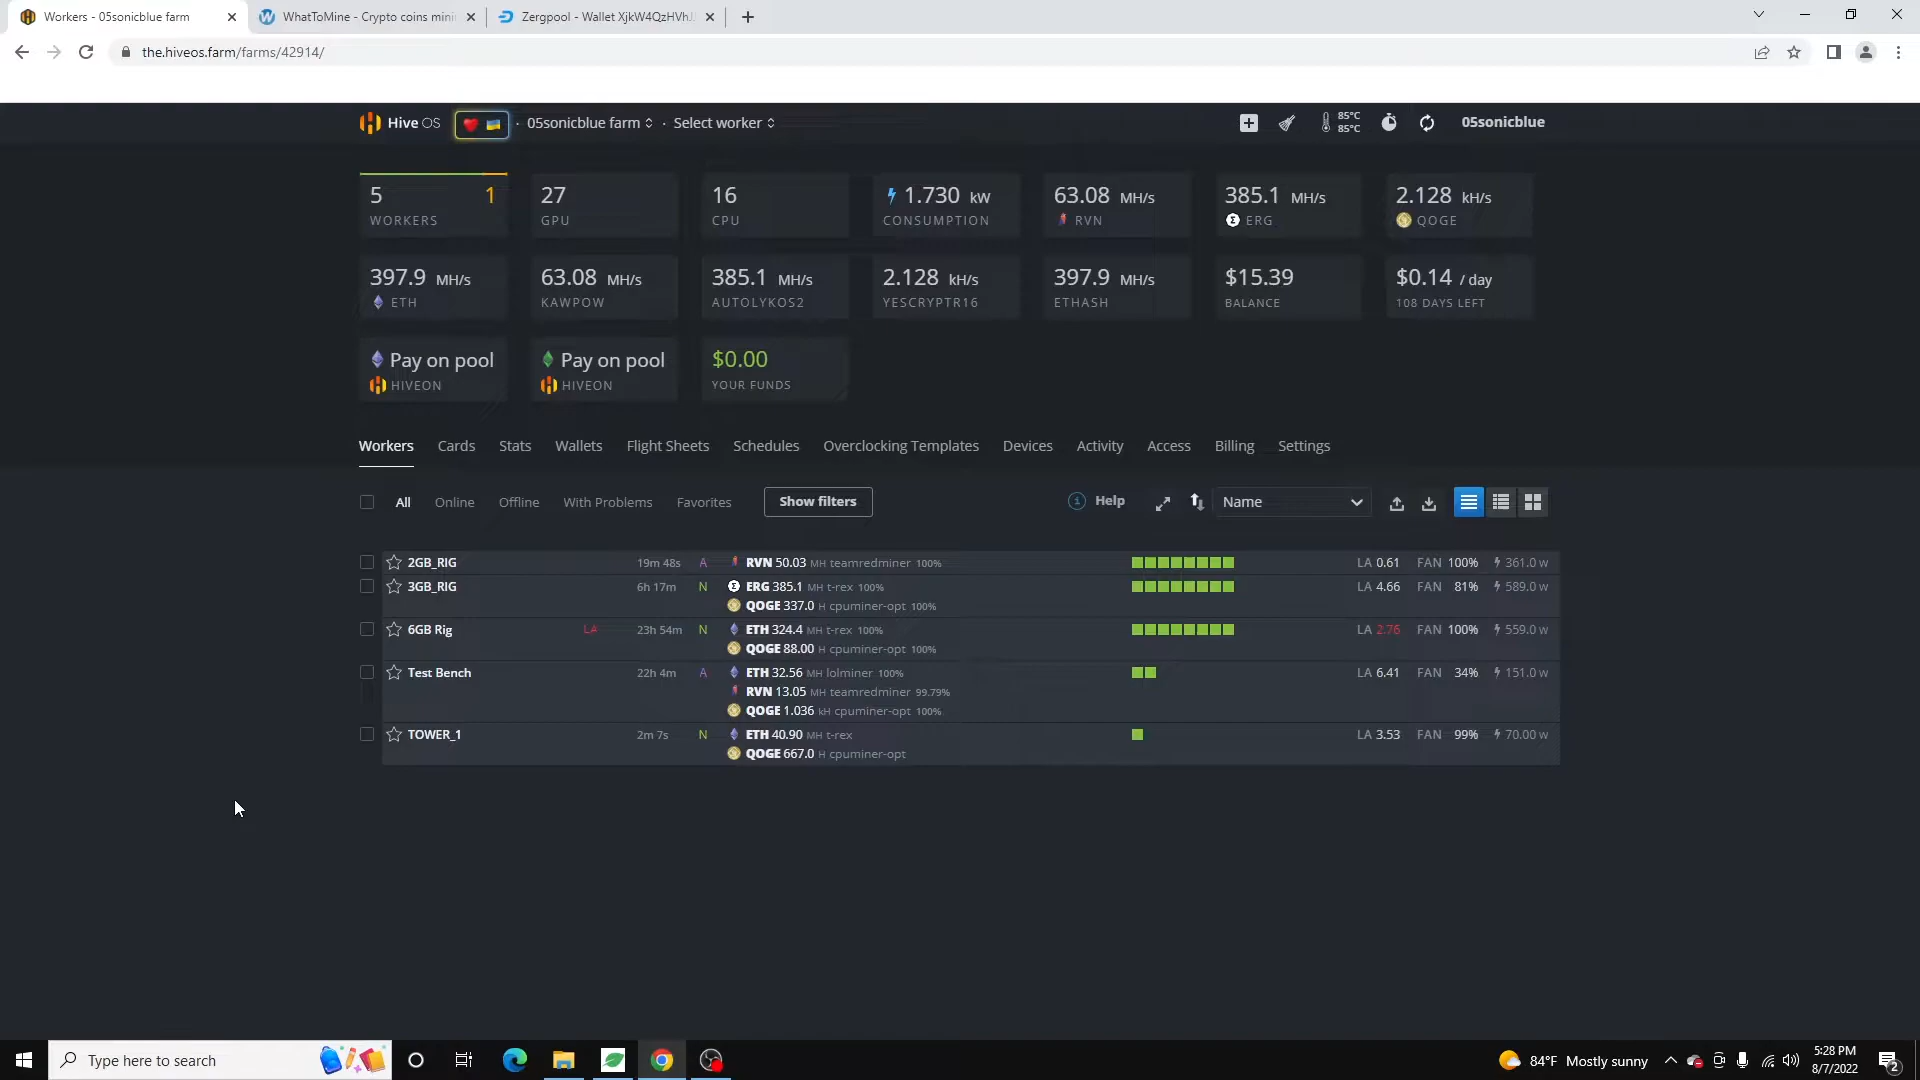 Workers - 05sonicblue farm
WhatToMine - Crypto coins mini
Zergpool - Wallet XjkW4QzHVhJ
the.hiveos.farm/farms/42914/
Hive OS · 05sonicblue farm · Select worker
85°C
85°C
05sonicblue
5 1
WORKERS
27
GPU
16
CPU
1.730 kW
CONSUMPTION
63.08 MH/s
RVN
385.1 MH/s
ERG
2.128 kH/s
QOGE
397.9 MH/s
ETH
63.08 MH/s
KAWPOW
385.1 MH/s
AUTOLYKOS2
2.128 kH/s
YESCRYPTR16
397.9 MH/s
ETHASH
$15.39
BALANCE
$0.14 / day
108 DAYS LEFT
Pay on pool
HIVEON
Pay on pool
HIVEON
$0.00
YOUR FUNDS
Workers Cards Stats Wallets Flight Sheets Schedules Overclocking Templates Devices Activity Access Billing Settings
All Online Offline With Problems Favorites Show filters Help Name
2GB_RIG 19m 48s A RVN 50.03 MH teamredminer 100% LA 0.61 FAN 100% 361.0 w
3GB_RIG 6h 17m N ERG 385.1 MH t-rex 100% LA 4.66 FAN 81% 589.0 w
QOGE 337.0 H cpuminer-opt 100%
6GB Rig LA 23h 54m N ETH 324.4 MH t-rex 100% LA 2.76 FAN 100% 559.0 w
QOGE 88.00 H cpuminer-opt 100%
Test Bench 22h 4m A ETH 32.56 MH lolminer 100% LA 6.41 FAN 34% 151.0 w
RVN 13.05 MH teamredminer 99.79%
QOGE 1.036 kH cpuminer-opt 100%
TOWER_1 2m 7s N ETH 40.90 MH t-rex LA 3.53 FAN 99% 70.00 w
QOGE 667.0 H cpuminer-opt
Type here to search
84°F Mostly sunny
5:28 PM
8/7/2022
2